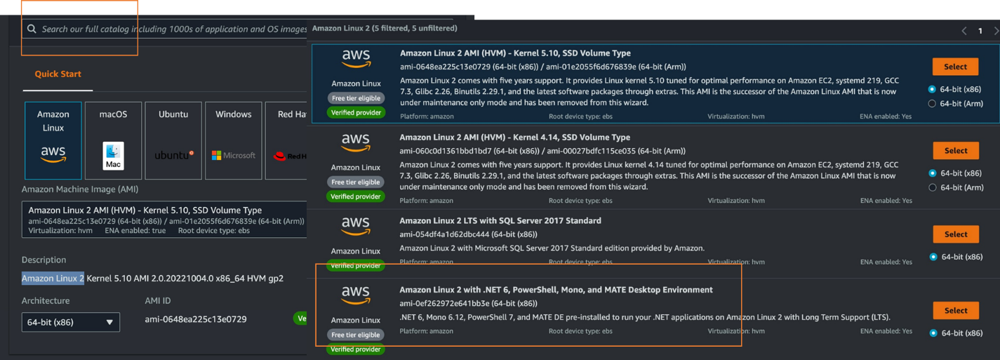 Search our full catalog including 1000s of application and OS images
Quick Start
Amazon
Linux
aws
macOS
Mac
Ubuntu
ubuntu
Windows
Microsoft
Red Ha
Red H
Amazon Machine Image (AMI)
Amazon Linux 2 AMI (HVM) - Kernel 5.10, SSD Volume Type
ami-0648ea225c13e0729 (64-bit (x86)) / ami-01e2055f6d676839e (64-bit (Arm))
Virtualization: hvm ENA enabled: true Root device type: ebs
Description
Amazon Linux 2 Kernel 5.10 AMI 2.0.20221004.0 x86_64 HVM gp2
Architecture
AMI ID
64-bit (x86)
ami-0648ea225c13e0729
Ve
Amazon Linux 2 (5 filtered, 5 unfiltered)
1
aws
Amazon Linux
Free tier eligible
Verified provider
Amazon Linux 2 AMI (HVM) - Kernel 5.10, SSD Volume Type
ami-0648ea225c13e0729 (64-bit (x86)) / ami-01e2055f6d676839e (64-bit (Arm))
Amazon Linux 2 comes with five years support. It provides Linux kernel 5.10 tuned for optimal performance on Amazon EC2, systemd 219, GCC
7.3, Glibc 2.26, Binutils 2.29.1, and the latest software packages through extras. This AMI is the successor of the Amazon Linux AMI that is now
under maintenance only mode and has been removed from this wizard.
Platform: amazon Root device type: ebs Virtualization: hvm ENA enabled: Yes
Select
64-bit (x86)
64-bit (Arm)
aws
Amazon Linux
Free tier eligible
Verified provider
Amazon Linux 2 AMI (HVM) - Kernel 4.14, SSD Volume Type
ami-060c0d1361bbd1bd7 (64-bit (x86)) / ami-00027bdfc115ce035 (64-bit (Arm))
Amazon Linux 2 comes with five years support. It provides Linux kernel 4.14 tuned for optimal performance on Amazon EC2, systemd 219, GCC
7.3, Glibc 2.26, Binutils 2.29.1, and the latest software packages through extras. This AMI is the successor of the Amazon Linux AMI that is now
under maintenance only mode and has been removed from this wizard.
Platform: amazon Root device type: ebs Virtualization: hvm ENA enabled: Yes
Select
64-bit (x86)
64-bit (Arm)
aws
Amazon Linux
Verified provider
Amazon Linux 2 LTS with SQL Server 2017 Standard
ami-054df4a1d62dbc444 (64-bit (x86))
Amazon Linux 2 with Microsoft SQL Server 2017 Standard edition provided by Amazon.
Platform: amazon Root device type: ebs Virtualization: hvm ENA enabled: Yes
Select
64-bit (x86)
aws
Amazon Linux
Free tier eligible
Verified provider
Amazon Linux 2 with .NET 6, PowerShell, Mono, and MATE Desktop Environment
ami-0ef262972e641bb3e (64-bit (x86))
.NET 6, Mono 6.12, PowerShell 7, and MATE DE pre-installed to run your .NET applications on Amazon Linux 2 with Long Term Support (LTS).
Platform: amazon Root device type: ebs Virtualization: hvm ENA enabled: Yes
Select
64-bit (x86)